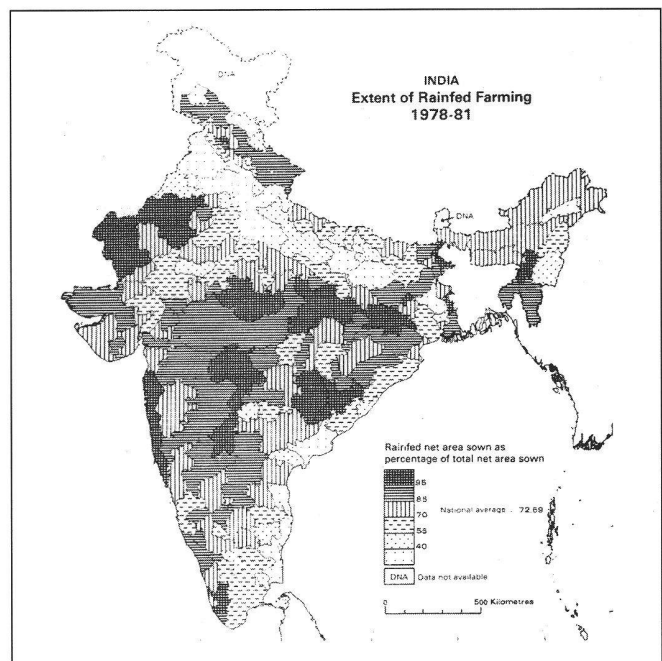 DNA
INDIA
Extent of Rainfed Farming
1978-81
DNA
Rainfed net area sown as
percentage of total net area sown
95
85
National average . 72.69
70
55
40
DNA Data not available
0 500 Kilometres